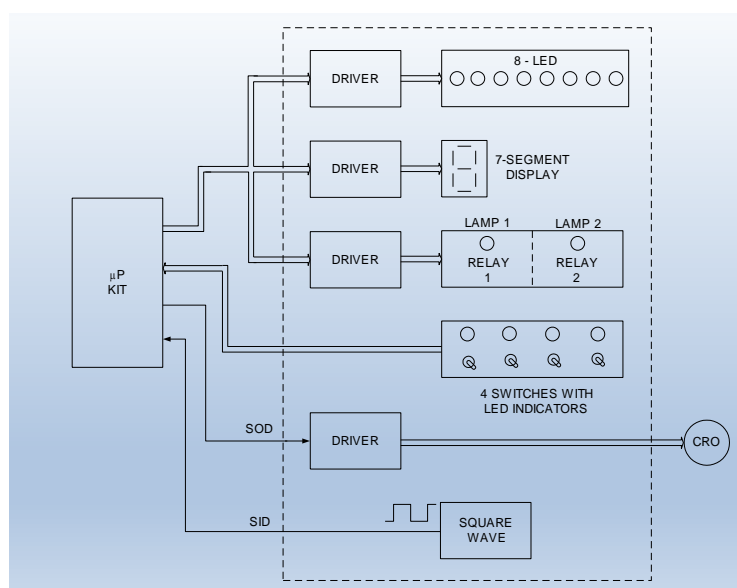 8 - LED
DRIVER
DRIVER
7-SEGMENT
DISPLAY
LAMP 1
LAMP 2
DRIVER
RELAY
1
RELAY
2
μP
KIT
4 SWITCHES WITH
LED INDICATORS
SOD
DRIVER
CRO
SID
SQUARE
WAVE